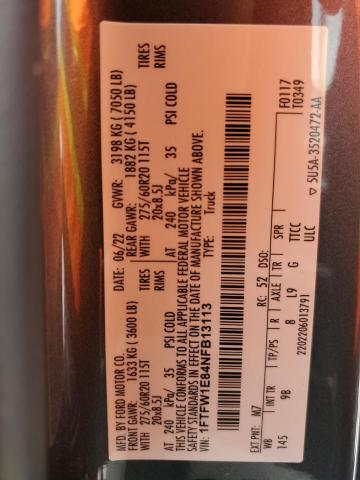 MFD. BY FORD MOTOR CO.
DATE: 06/22
GVWR: 3198 KG ( 7050 LB)
FRONT GAWR: 1633 KG ( 3600 LB)
REAR GAWR: 1882 KG ( 4150 LB)
WITH 275/60R20 115T TIRES
WITH 275/60R20 115T TIRES
20x8.5J RIMS
20x8.5J RIMS
AT 240 kPa/ 35 PSI COLD
AT 240 kPa/ 35 PSI COLD
THIS VEHICLE CONFORMS TO ALL APPLICABLE FEDERAL MOTOR VEHICLE
SAFETY STANDARDS IN EFFECT ON THE DATE OF MANUFACTURE SHOWN ABOVE.
VIN: 1FTFW1E84NFB13113
TYPE: Truck
F0117
T0349
EXT PNT: M7 RC: 52 DSO:
WB INT TR TP/PS R AXLE TR SPR
145 9B 8 L9 G TTCC
ULC
2202206013791
▽ 5U5A-3520472-AA